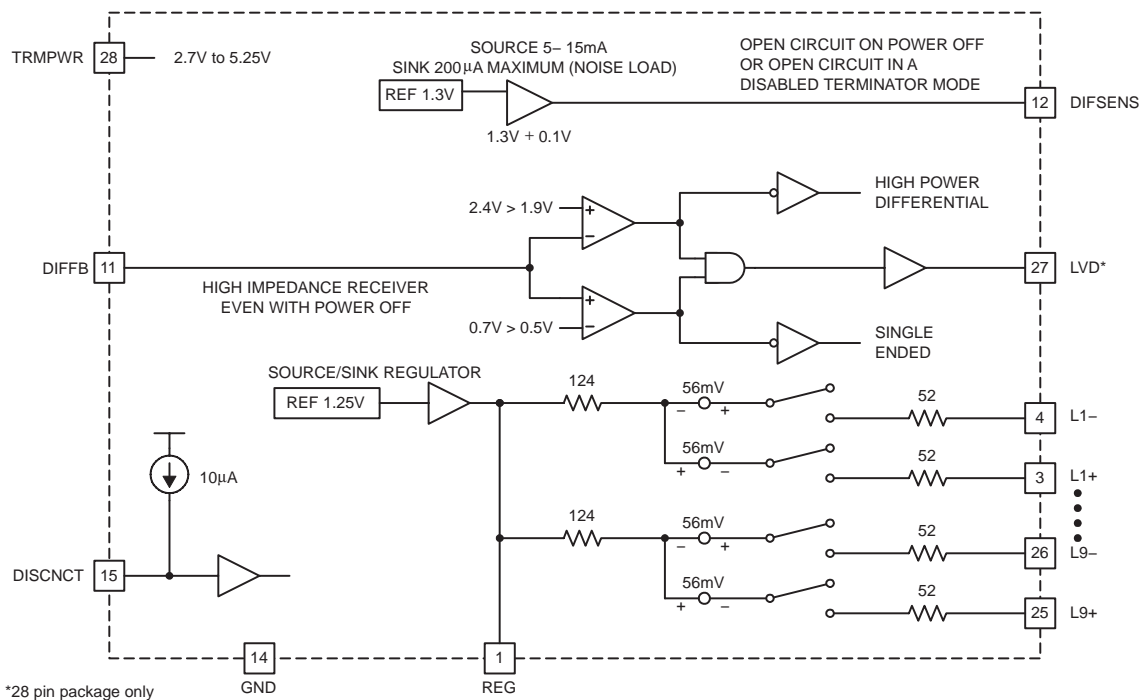 TRMPWR 28 2.7V to 5.25V
SOURCE 5– 15mA
SINK 200μA MAXIMUM (NOISE LOAD)
REF 1.3V
1.3V + 0.1V
OPEN CIRCUIT ON POWER OFF
OR OPEN CIRCUIT IN A
DISABLED TERMINATOR MODE
12 DIFSENS
2.4V > 1.9V + –
HIGH POWER
DIFFERENTIAL
DIFFB 11
HIGH IMPEDANCE RECEIVER
EVEN WITH POWER OFF
27 LVD*
+ –
0.7V > 0.5V
SINGLE
ENDED
SOURCE/SINK REGULATOR
REF 1.25V
124
56mV
– +
52
4 L1–
56mV
+ –
52
3 L1+
10μA
124
56mV
– +
52
26 L9–
56mV
+ –
52
25 L9+
DISCNCT 15
14
GND
1
REG
*28 pin package only